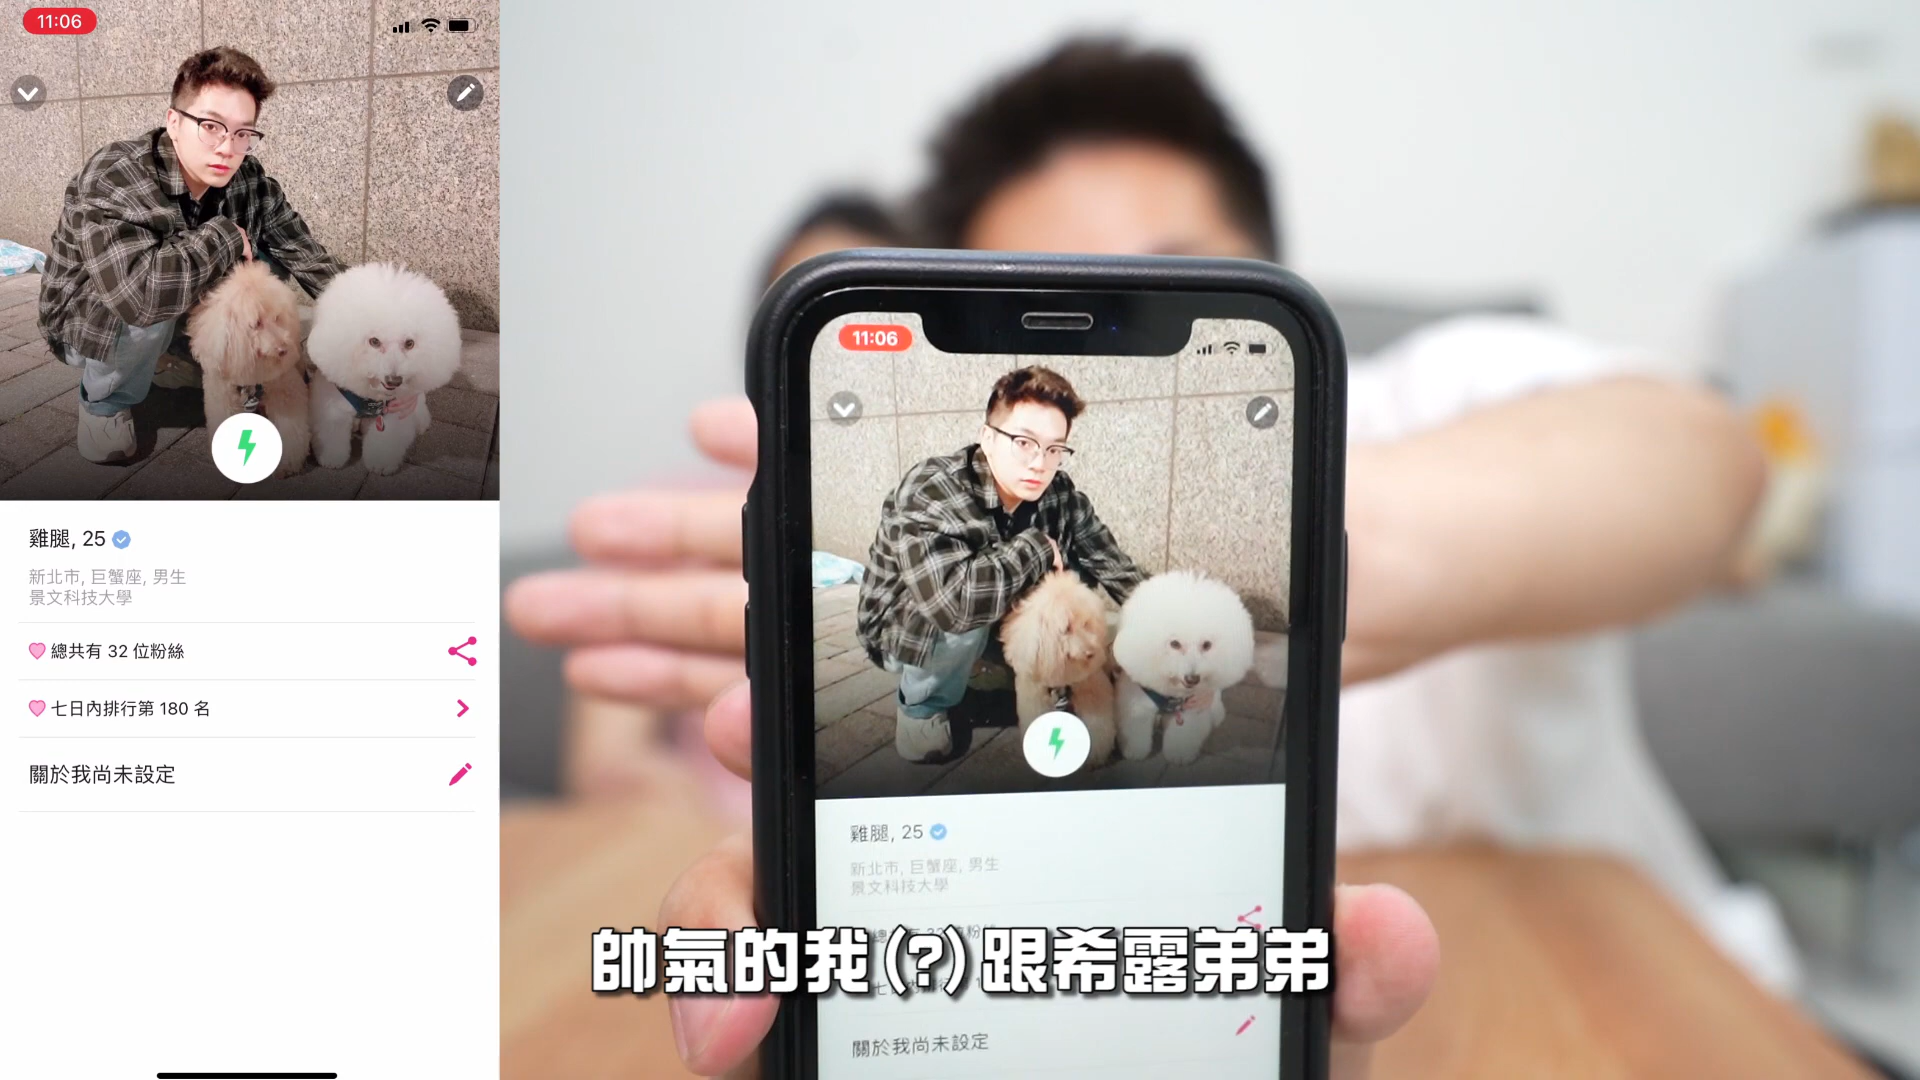 11:06
雞腿, 25
新北市, 巨蟹座, 男生
景文科技大學
總共有 32 位粉絲
七日內排行第 180 名
關於我尚未設定
11:06
雞腿, 25
新北市, 巨蟹座, 男生
景文科技大學
帥氣的我(?)跟希露弟弟
關於我尚未設定